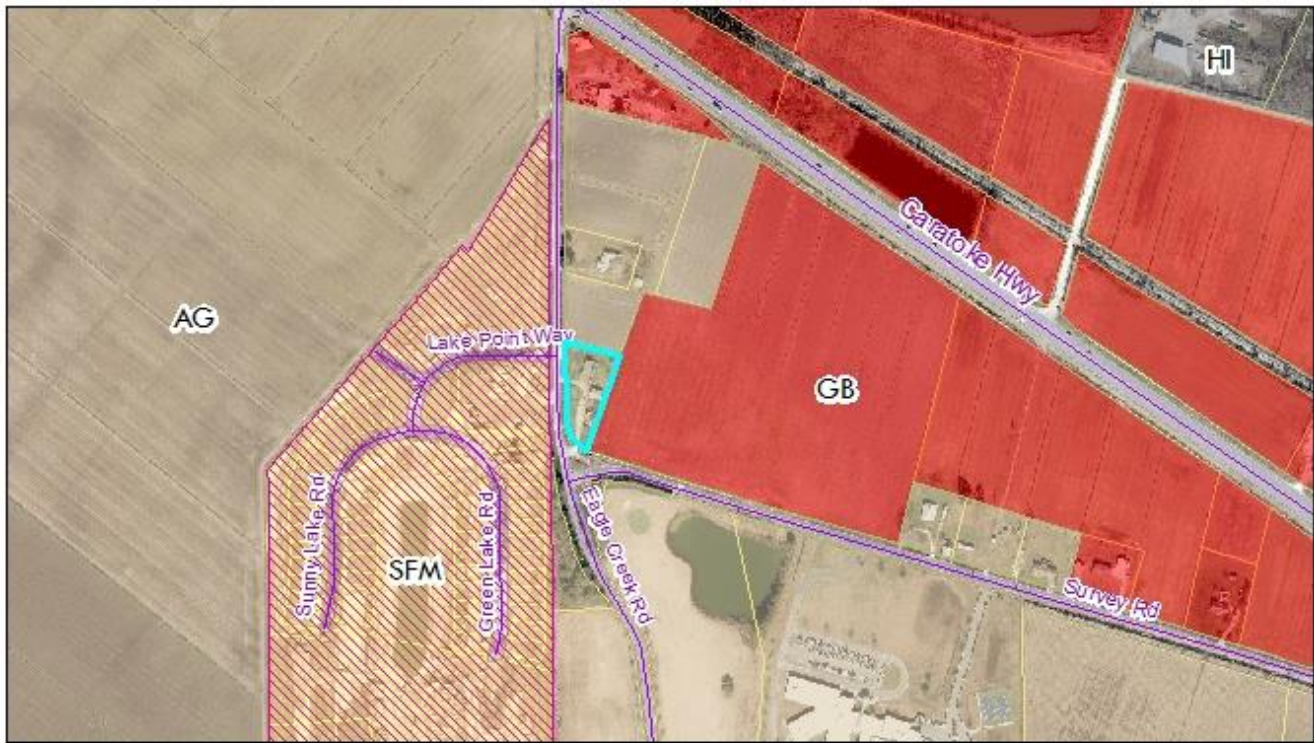 HI
Caratoke Hwy
AG
Lake Point Way
GB
Sunny Lake Rd
SFM
Green Lake Rd
Eagle Creek Rd
Survey Rd